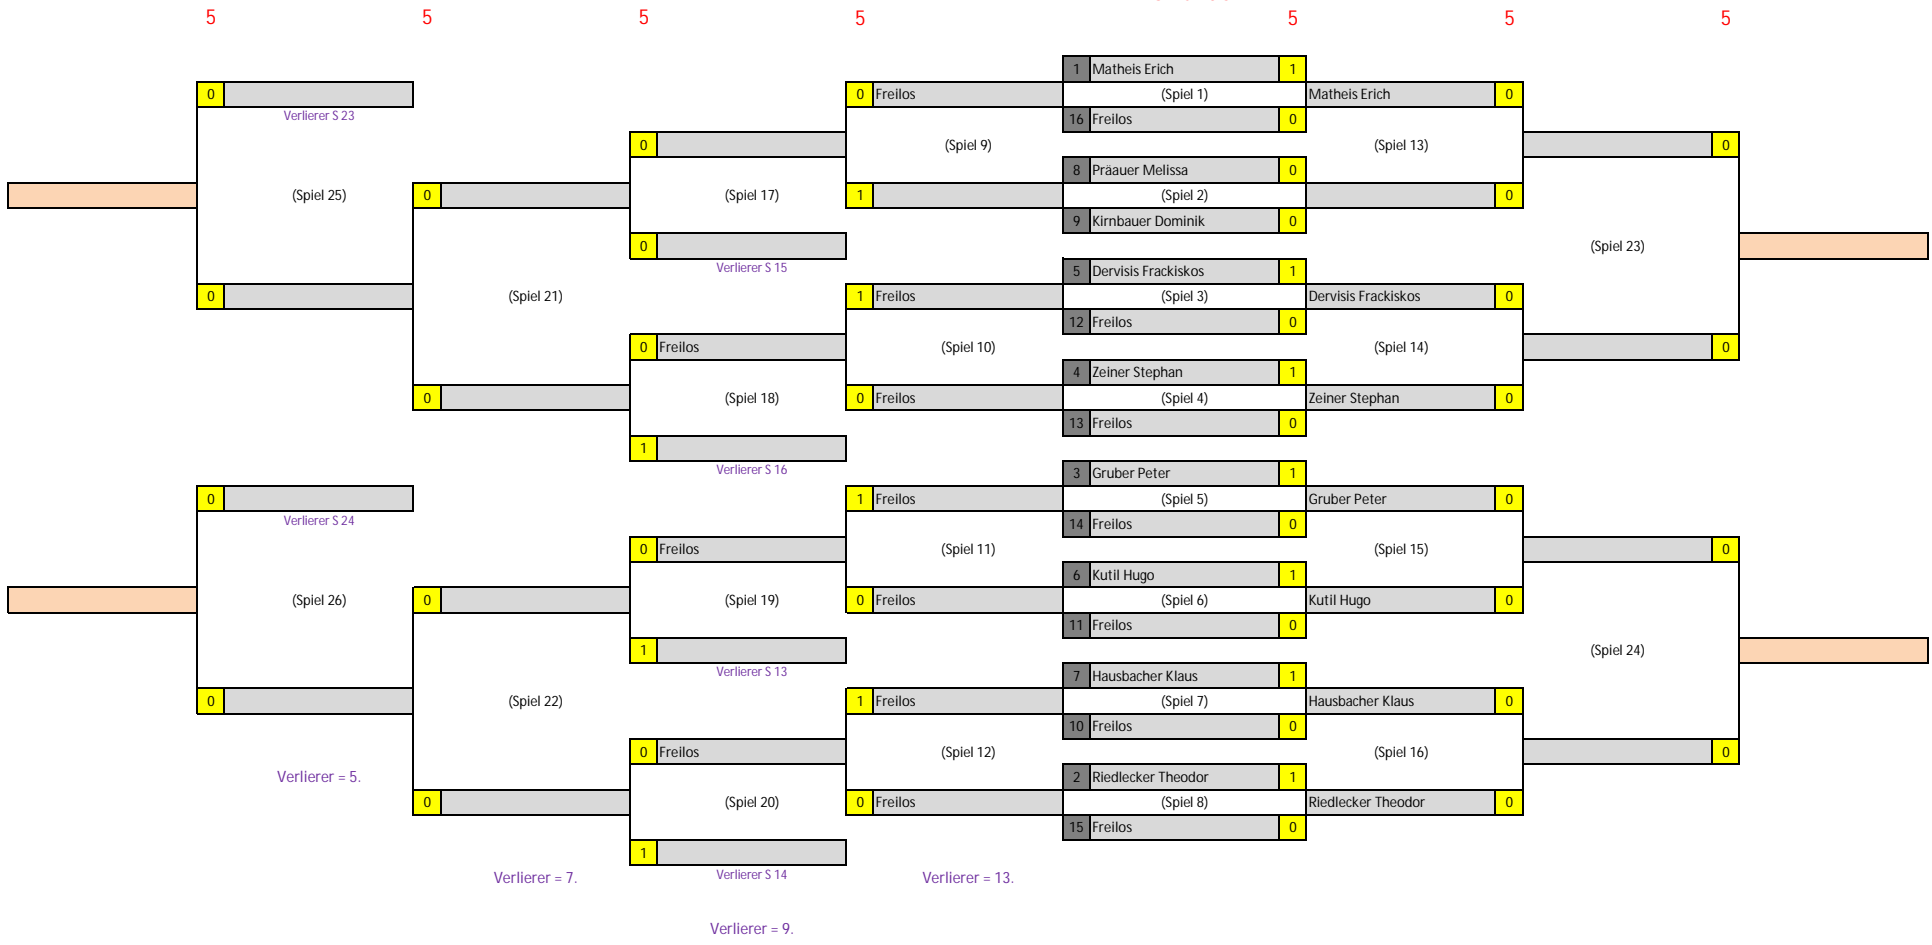 5 5 5 5 5 5 5
1 Matheis Erich 1
0 0 Freilos (Spiel 1) Matheis Erich 0
Verlierer S 23 16 Freilos 0
0 (Spiel 9) (Spiel 13) 0
8 Präauer Melissa 0
(Spiel 25) 0 (Spiel 17) 1 (Spiel 2) 0
9 Kirnbauer Dominik 0
0 (Spiel 23)
Verlierer S 15 5 Dervisis Frackiskos 1
0 (Spiel 21) 1 Freilos (Spiel 3) Dervisis Frackiskos 0
12 Freilos 0
0 Freilos (Spiel 10) (Spiel 14) 0
4 Zeiner Stephan 1
0 (Spiel 18) 0 Freilos (Spiel 4) Zeiner Stephan 0
13 Freilos 0
1
Verlierer S 16 3 Gruber Peter 1
0 1 Freilos (Spiel 5) Gruber Peter 0
Verlierer S 24 14 Freilos 0
0 Freilos (Spiel 11) (Spiel 15) 0
6 Kutil Hugo 1
(Spiel 26) 0 (Spiel 19) 0 Freilos (Spiel 6) Kutil Hugo 0
11 Freilos 0
1 (Spiel 24)
Verlierer S 13 7 Hausbacher Klaus 1
0 (Spiel 22) 1 Freilos (Spiel 7) Hausbacher Klaus 0
10 Freilos 0
0 Freilos (Spiel 12) (Spiel 16) 0
Verlierer = 5. 2 Riedlecker Theodor 1
0 (Spiel 20) 0 Freilos (Spiel 8) Riedlecker Theodor 0
15 Freilos 0
1
Verlierer = 7. Verlierer S 14 Verlierer = 13.
Verlierer = 9.